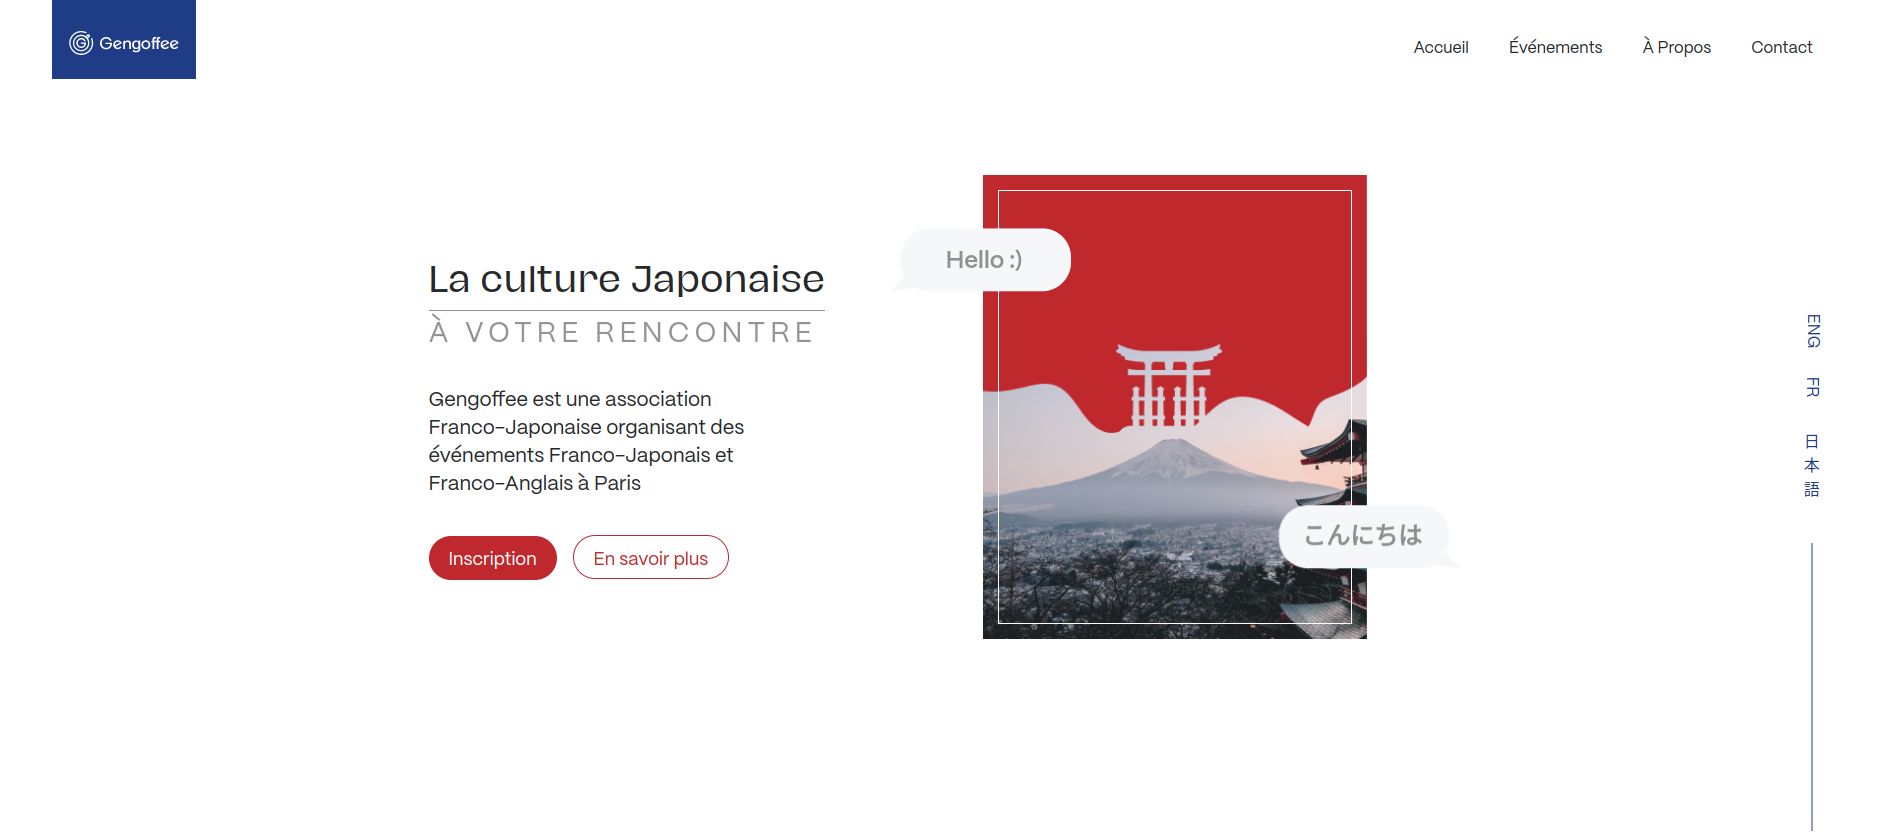 Gengoffee
Accueil
Événements
À Propos
Contact
La culture Japonaise
À VOTRE RENCONTRE
Gengoffee est une association
Franco-Japonaise organisant des
événements Franco-Japonais et
Franco-Anglais à Paris
Inscription
En savoir plus
Hello :)
こんにちは
ENG
FR
日本語